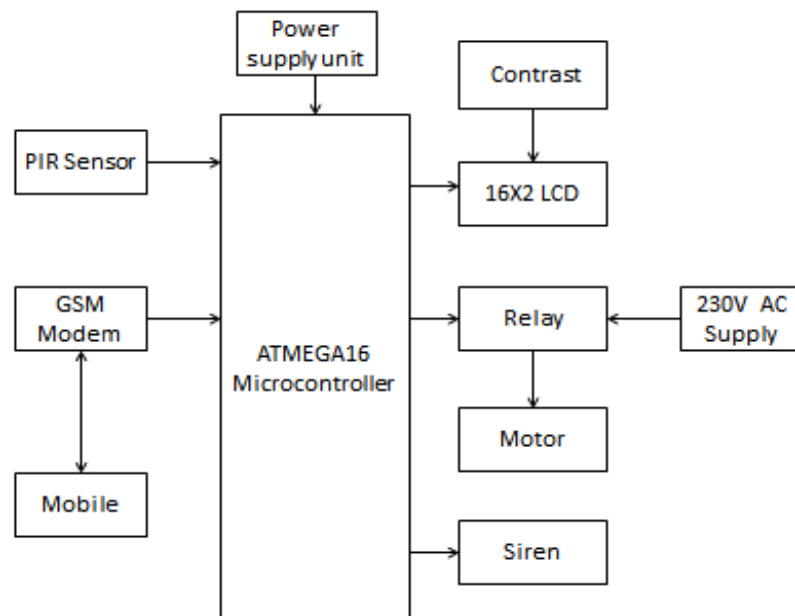 Power
supply unit
Contrast
PIR Sensor
16X2 LCD
GSM
Modem
Relay
230V AC
Supply
ATMEGA16
Microcontroller
Motor
Mobile
Siren